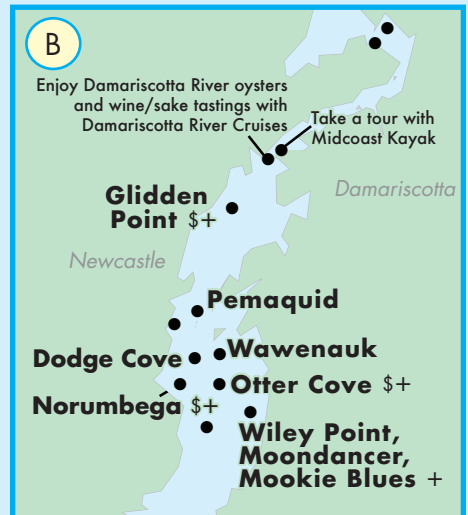 B
Enjoy Damariscotta River oysters
and wine/sake tastings with
Damariscotta River Cruises
Take a tour with
Midcoast Kayak
Damariscotta
Glidden
Point $+
Newcastle
Pemaquid
Dodge Cove
Wawenauk
Otter Cove $+
Norumbega $+
Wiley Point,
Moondancer,
Mookie Blues +